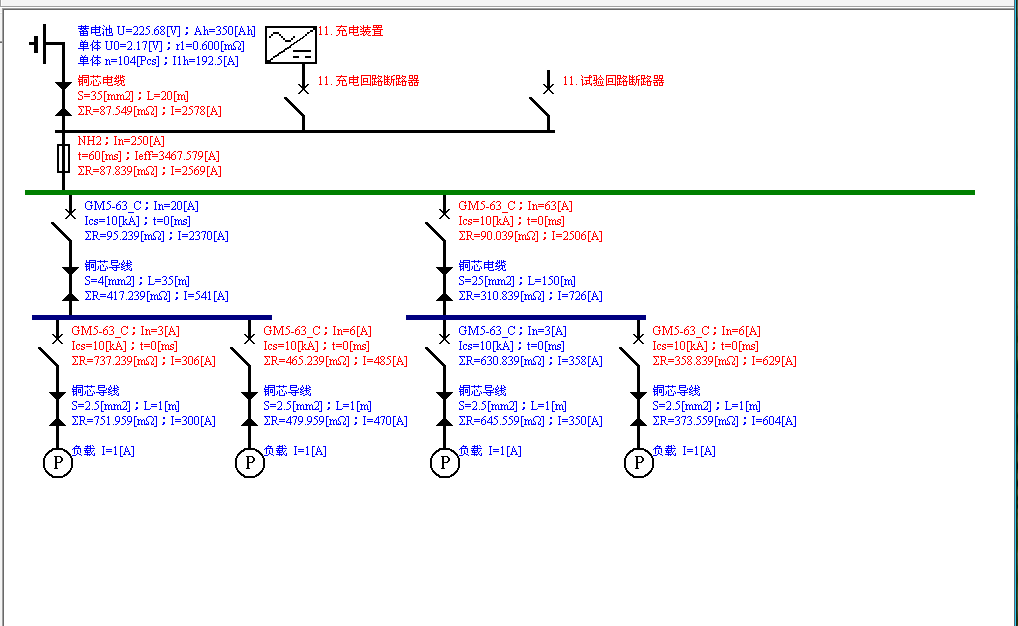 蓄电池 U=225.68[V]；Ah=350[Ah]
单体 U0=2.17[V]；r1=0.600[mΩ]
单体 n=104[Pcs]；I1h=192.5[A]
11. 充电装置
铜芯电缆
S=35[mm2]；L=20[m]
ΣR=87.549[mΩ]；I=2578[A]
11. 充电回路断路器
11. 试验回路断路器
NH2；In=250[A]
t=60[ms]；Ieff=3467.579[A]
ΣR=87.839[mΩ]；I=2569[A]
GM5-63_C；In=20[A]
Ics=10[kA]；t=0[ms]
ΣR=95.239[mΩ]；I=2370[A]
GM5-63_C；In=63[A]
Ics=10[kA]；t=0[ms]
ΣR=90.039[mΩ]；I=2506[A]
铜芯导线
S=4[mm2]；L=35[m]
ΣR=417.239[mΩ]；I=541[A]
铜芯电缆
S=25[mm2]；L=150[m]
ΣR=310.839[mΩ]；I=726[A]
GM5-63_C；In=3[A]
Ics=10[kA]；t=0[ms]
ΣR=737.239[mΩ]；I=306[A]
GM5-63_C；In=6[A]
Ics=10[kA]；t=0[ms]
ΣR=465.239[mΩ]；I=485[A]
GM5-63_C；In=3[A]
Ics=10[kA]；t=0[ms]
ΣR=630.839[mΩ]；I=358[A]
GM5-63_C；In=6[A]
Ics=10[kA]；t=0[ms]
ΣR=358.839[mΩ]；I=629[A]
铜芯导线
S=2.5[mm2]；L=1[m]
ΣR=751.959[mΩ]；I=300[A]
铜芯导线
S=2.5[mm2]；L=1[m]
ΣR=479.959[mΩ]；I=470[A]
铜芯导线
S=2.5[mm2]；L=1[m]
ΣR=645.559[mΩ]；I=350[A]
铜芯导线
S=2.5[mm2]；L=1[m]
ΣR=373.559[mΩ]；I=604[A]
负载 I=1[A]
P
负载 I=1[A]
P
负载 I=1[A]
P
负载 I=1[A]
P